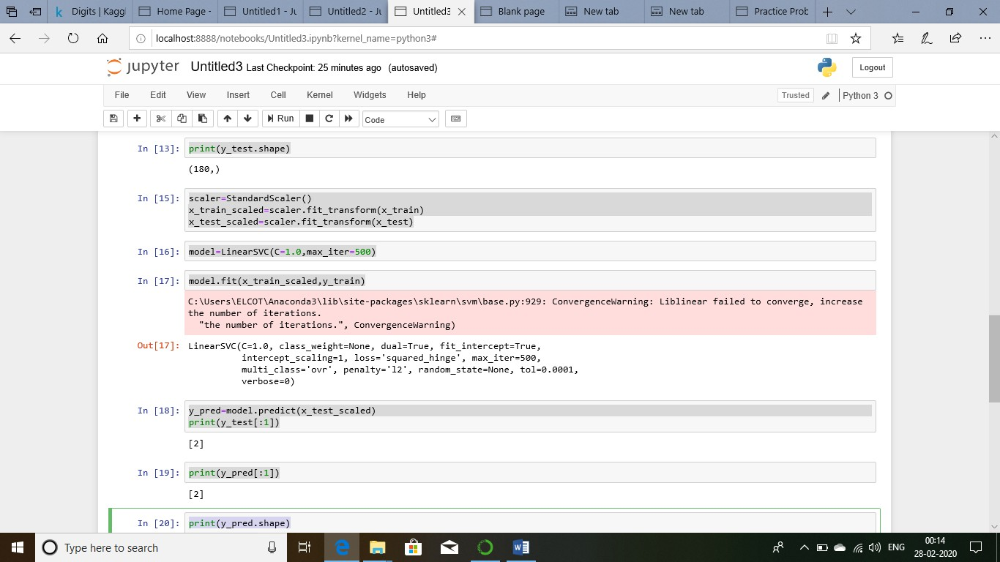 Digits | Kaggl
Home Page -
Untitled1 - Ju
Untitled2 - Ju
Untitled3
Blank page
New tab
New tab
Practice Prob
localhost:8888/notebooks/Untitled3.ipynb?kernel_name=python3#
jupyter Untitled3 Last Checkpoint: 25 minutes ago (autosaved)
Logout
File Edit View Insert Cell Kernel Widgets Help
Trusted
Python 3
Run
Code
In [13]: print(y_test.shape)
(180,)
In [15]: scaler=StandardScaler()
x_train_scaled=scaler.fit_transform(x_train)
x_test_scaled=scaler.fit_transform(x_test)
In [16]: model=LinearSVC(C=1.0,max_iter=500)
In [17]: model.fit(x_train_scaled,y_train)
C:\Users\ELCOT\Anaconda3\lib\site-packages\sklearn\svm\base.py:929: ConvergenceWarning: Liblinear failed to converge, increase
the number of iterations.
"the number of iterations.", ConvergenceWarning)
Out[17]: LinearSVC(C=1.0, class_weight=None, dual=True, fit_intercept=True,
intercept_scaling=1, loss='squared_hinge', max_iter=500,
multi_class='ovr', penalty='l2', random_state=None, tol=0.0001,
verbose=0)
In [18]: y_pred=model.predict(x_test_scaled)
print(y_test[:1])
[2]
In [19]: print(y_pred[:1])
[2]
In [20]: print(y_pred.shape)
Type here to search
ENG
00:14
28-02-2020